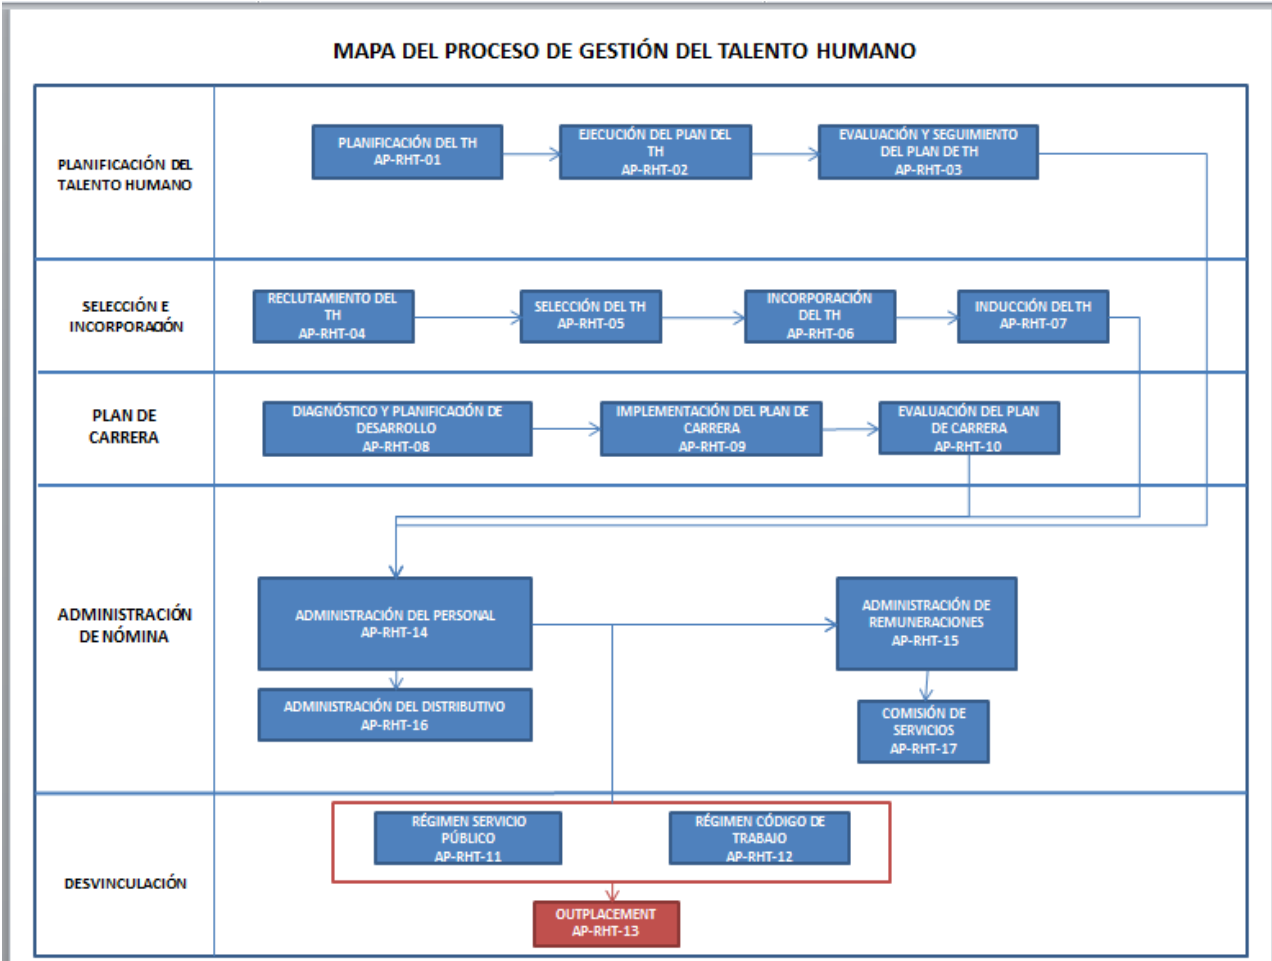 MAPA DEL PROCESO DE GESTIÓN DEL TALENTO HUMANO
PLANIFICACIÓN DEL
TALENTO HUMANO
PLANIFICACIÓN DEL TH
AP-RHT-01
EJECUCIÓN DEL PLAN DEL
TH
AP-RHT-02
EVALUACIÓN Y SEGUIMIENTO
DEL PLAN DE TH
AP-RHT-03
SELECCIÓN E
INCORPORACIÓN
RECLUTAMIENTO DEL
TH
AP-RHT-04
SELECCIÓN DEL TH
AP-RHT-05
INCORPORACIÓN
DEL TH
AP-RHT-06
INDUCCIÓN DEL TH
AP-RHT-07
PLAN DE
CARRERA
DIAGNÓSTICO Y PLANIFICACIÓN DE
DESARROLLO
AP-RHT-08
IMPLEMENTACIÓN DEL PLAN DE
CARRERA
AP-RHT-09
EVALUACIÓN DEL PLAN
DE CARRERA
AP-RHT-10
ADMINISTRACIÓN
DE NÓMINA
ADMINISTRACIÓN DEL PERSONAL
AP-RHT-14
ADMINISTRACIÓN DE
REMUNERACIONES
AP-RHT-15
ADMINISTRACIÓN DEL DISTRIBUTIVO
AP-RHT-16
COMISIÓN DE
SERVICIOS
AP-RHT-17
DESVINCULACIÓN
RÉGIMEN SERVICIO
PÚBLICO
AP-RHT-11
RÉGIMEN CÓDIGO DE
TRABAJO
AP-RHT-12
OUTPLACEMENT
AP-RHT-13